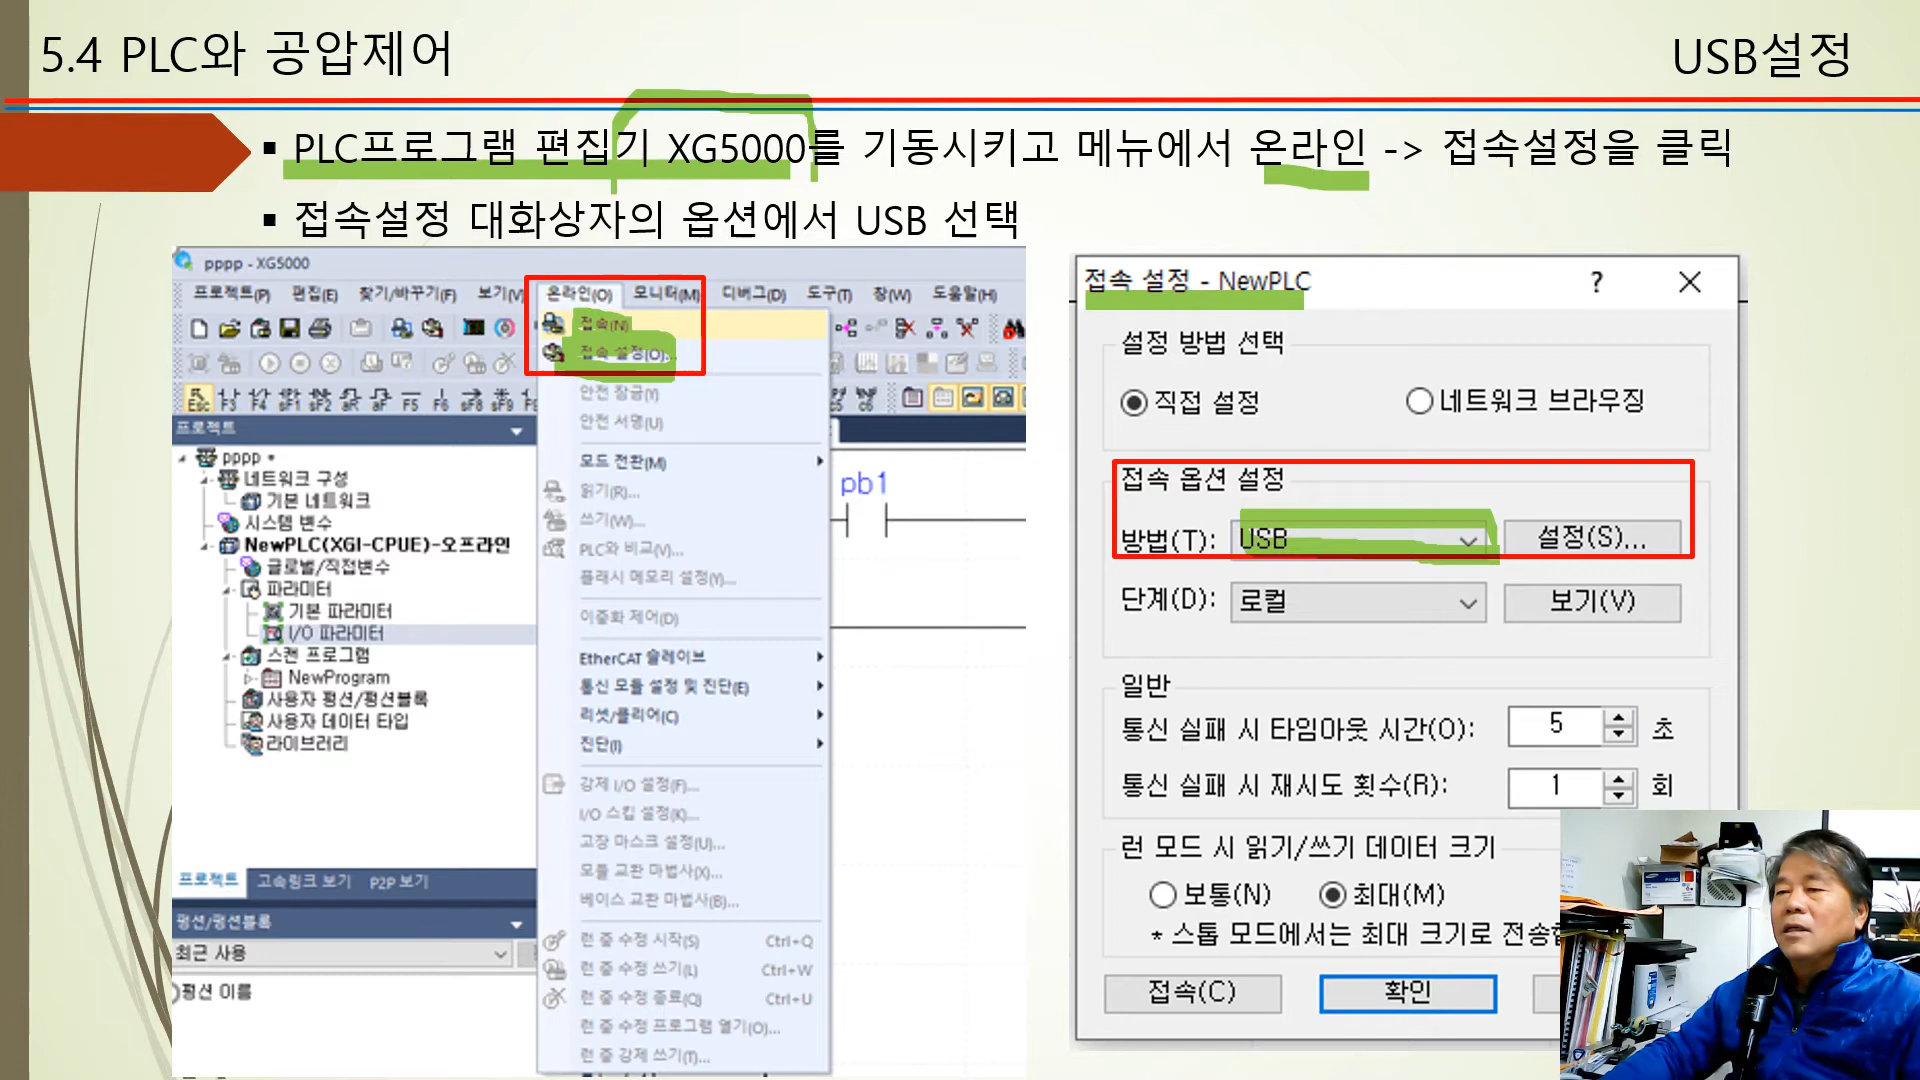 5.4 PLC와 공압제어
USB설정
▪ PLC프로그램 편집기 XG5000를 기동시키고 메뉴에서 온라인 -> 접속설정을 클릭
▪ 접속설정 대화상자의 옵션에서 USB 선택
pppp - XG5000
프로젝트(P) 편집(E) 찾기/바꾸기(F) 보기(V) 온라인(O) 모니터(M) 디버그(D) 도구(T) 창(W) 도움말(H)
접속(N)
접속 설정(O)...
안전 잠금(Y)
안전 서명(U)
모드 전환(M)
읽기(R)...
쓰기(W)...
PLC와 비교(V)...
플래시 메모리 설정(Y)...
이중화 제어(D)
EtherCAT 슬레이브
통신 모듈 설정 및 진단(E)
리셋/클리어(C)
진단(I)
강제 I/O 설정(F)...
I/O 스킵 설정(K)...
고장 마스크 설정(U)...
모듈 교환 마법사(X)...
베이스 교환 마법사(B)...
런 중 수정 시작(S) Ctrl+Q
런 중 수정 쓰기(L) Ctrl+W
런 중 수정 종료(Q) Ctrl+U
런 중 수정 프로그램 열기(O)...
런 중 강제 쓰기(T)...
Esc F3 F4 sF1 sF2 aR aF F5 F6 sF8 sF9
프로젝트
pppp *
네트워크 구성
기본 네트워크
시스템 변수
NewPLC(XGI-CPUE)-오프라인
글로벌/직접변수
파라미터
기본 파라미터
I/O 파라미터
스캔 프로그램
NewProgram
사용자 펑션/펑션블록
사용자 데이터 타입
라이브러리
프로젝트 고속링크 보기 P2P 보기
펑션/펑션블록
최근 사용
펑션 이름
pb1
접속 설정 - NewPLC ?
설정 방법 선택
직접 설정 네트워크 브라우징
접속 옵션 설정
방법(T): USB 설정(S)...
단계(D): 로컬 보기(V)
일반
통신 실패 시 타임아웃 시간(O): 5 초
통신 실패 시 재시도 횟수(R): 1 회
런 모드 시 읽기/쓰기 데이터 크기
보통(N) 최대(M)
* 스톱 모드에서는 최대 크기로 전송
접속(C) 확인